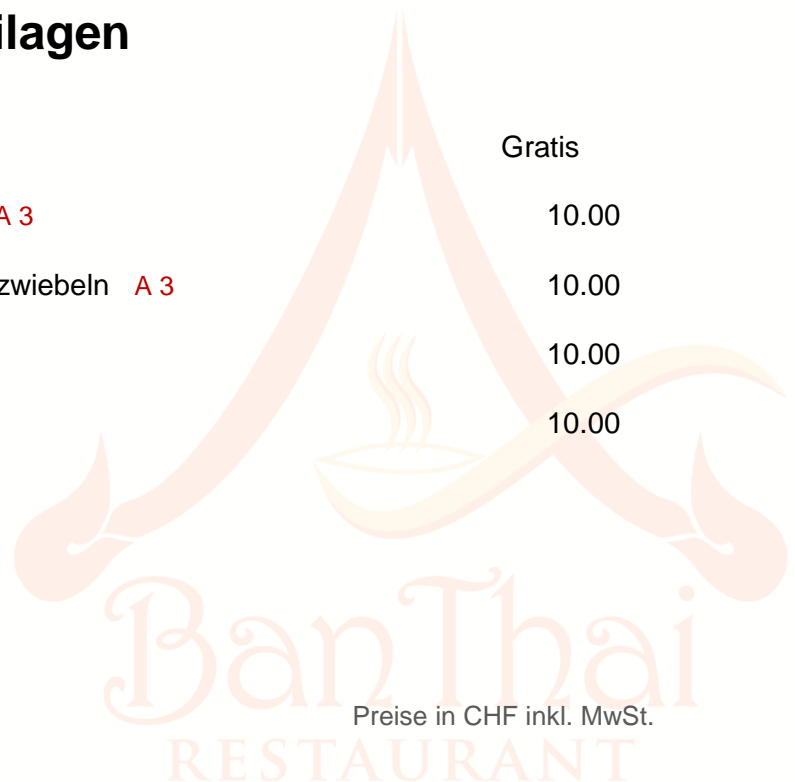 ilagen
Gratis
A 3 10.00
zwiebeln A 3 10.00
10.00
10.00
BanThai
Preise in CHF inkl. MwSt.
RESTAURANT